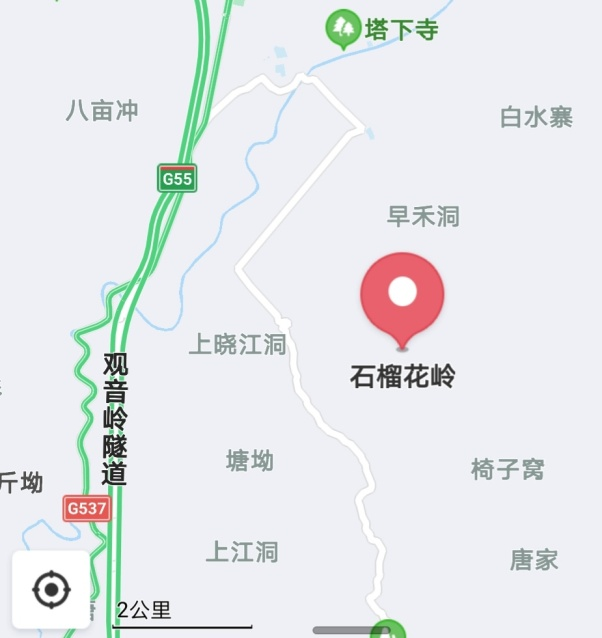 塔下寺
八亩冲
白水寨
G55
早禾洞
上晓江洞
观音岭隧道
石榴花岭
塘坳
椅子窝
斤坳
G537
上江洞
唐家
2公里